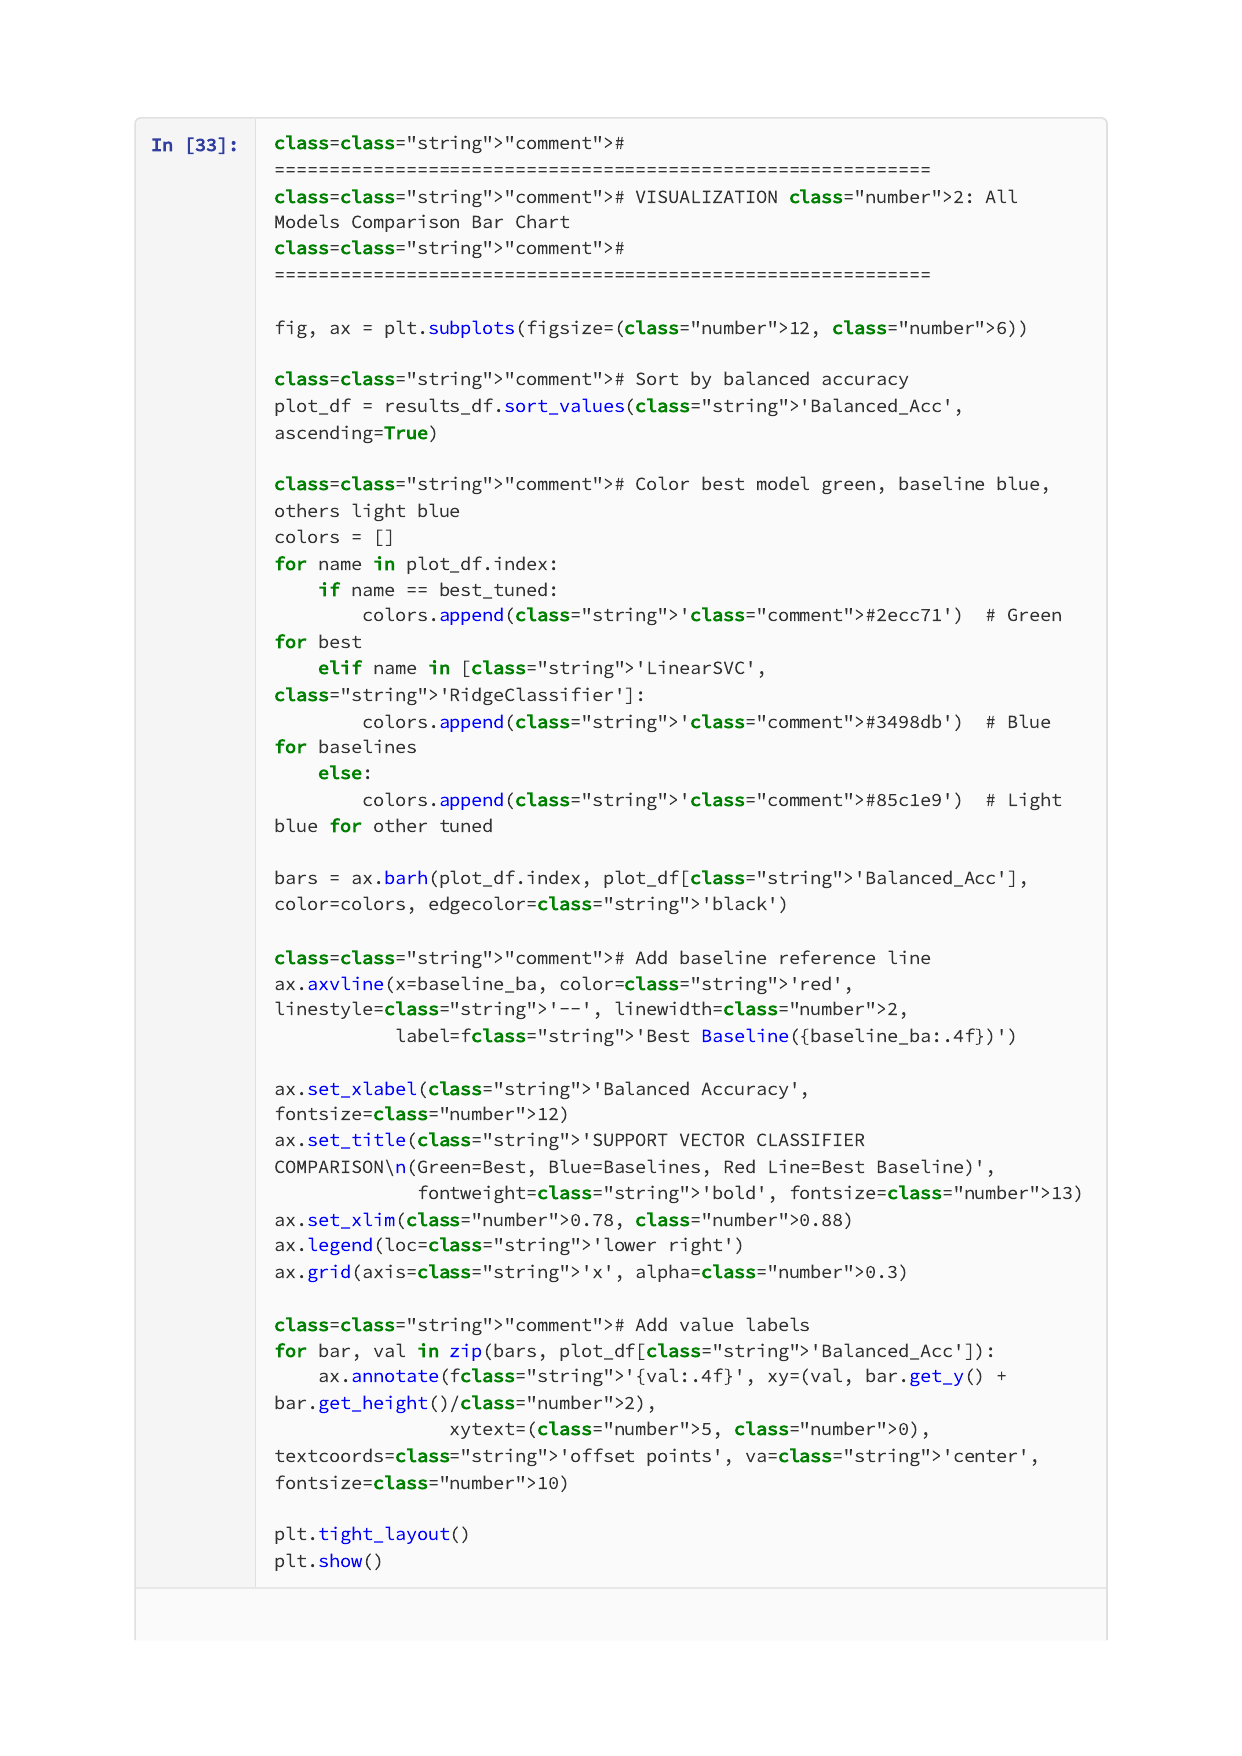 In [33]:
class=class="string">"comment">#
============================================================
class=class="string">"comment"># VISUALIZATION class="number">2: All
Models Comparison Bar Chart
class=class="string">"comment">#
============================================================
fig, ax = plt.subplots(figsize=(class="number">12, class="number">6))
class=class="string">"comment"># Sort by balanced accuracy
plot_df = results_df.sort_values(class="string">'Balanced_Acc',
ascending=True)
class=class="string">"comment"># Color best model green, baseline blue,
others light blue
colors = []
for name in plot_df.index:
    if name == best_tuned:
        colors.append(class="string">'class="comment">#2ecc71')  # Green
for best
    elif name in [class="string">'LinearSVC',
class="string">'RidgeClassifier']:
        colors.append(class="string">'class="comment">#3498db')  # Blue
for baselines
    else:
        colors.append(class="string">'class="comment">#85c1e9')  # Light
blue for other tuned
bars = ax.barh(plot_df.index, plot_df[class="string">'Balanced_Acc'],
color=colors, edgecolor=class="string">'black')
class=class="string">"comment"># Add baseline reference line
ax.axvline(x=baseline_ba, color=class="string">'red',
linestyle=class="string">'--', linewidth=class="number">2,
           label=fclass="string">'Best Baseline({baseline_ba:.4f})')
ax.set_xlabel(class="string">'Balanced Accuracy',
fontsize=class="number">12)
ax.set_title(class="string">'SUPPORT VECTOR CLASSIFIER
COMPARISON\n(Green=Best, Blue=Baselines, Red Line=Best Baseline)',
             fontweight=class="string">'bold', fontsize=class="number">13)
ax.set_xlim(class="number">0.78, class="number">0.88)
ax.legend(loc=class="string">'lower right')
ax.grid(axis=class="string">'x', alpha=class="number">0.3)
class=class="string">"comment"># Add value labels
for bar, val in zip(bars, plot_df[class="string">'Balanced_Acc']):
    ax.annotate(fclass="string">'{val:.4f}', xy=(val, bar.get_y() +
bar.get_height()/class="number">2),
                xytext=(class="number">5, class="number">0),
textcoords=class="string">'offset points', va=class="string">'center',
fontsize=class="number">10)
plt.tight_layout()
plt.show()